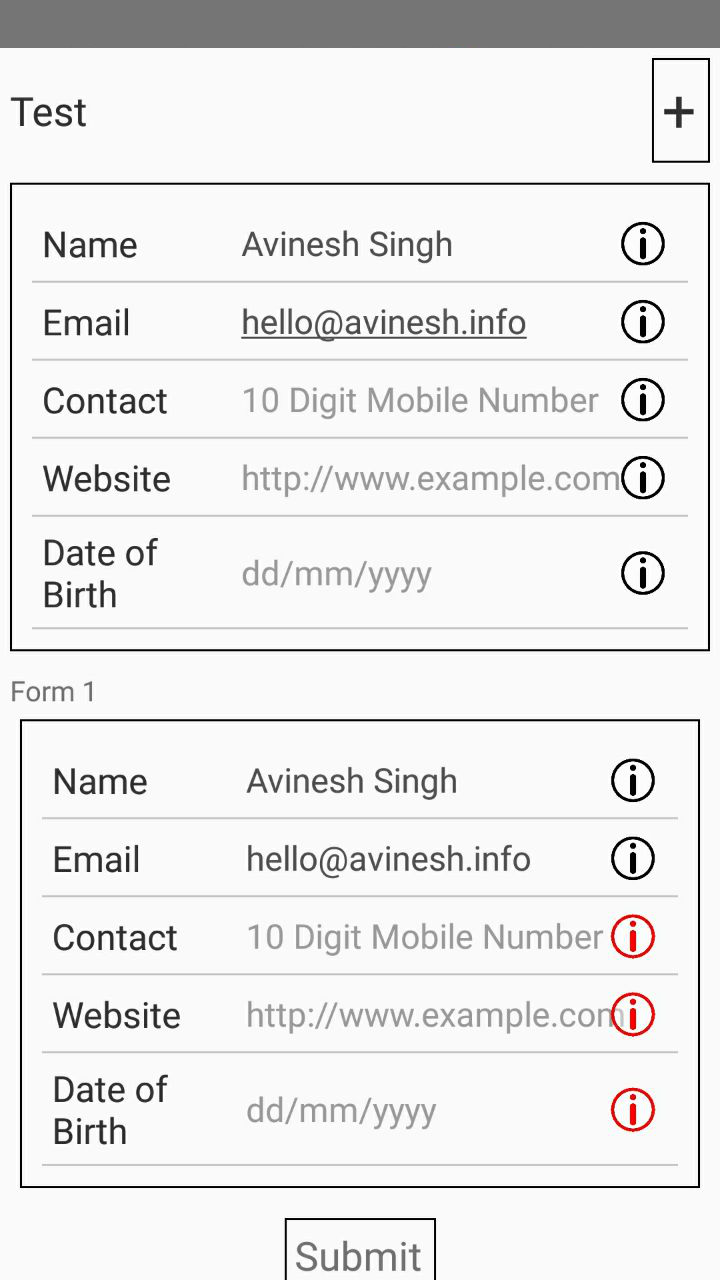 Test +
Name Avinesh Singh
Email hello@avinesh.info
Contact 10 Digit Mobile Number
Website http://www.example.com
Date of
Birth dd/mm/yyyy
Form 1
Name Avinesh Singh
Email hello@avinesh.info
Contact 10 Digit Mobile Number
Website http://www.example.com
Date of
Birth dd/mm/yyyy
Submit